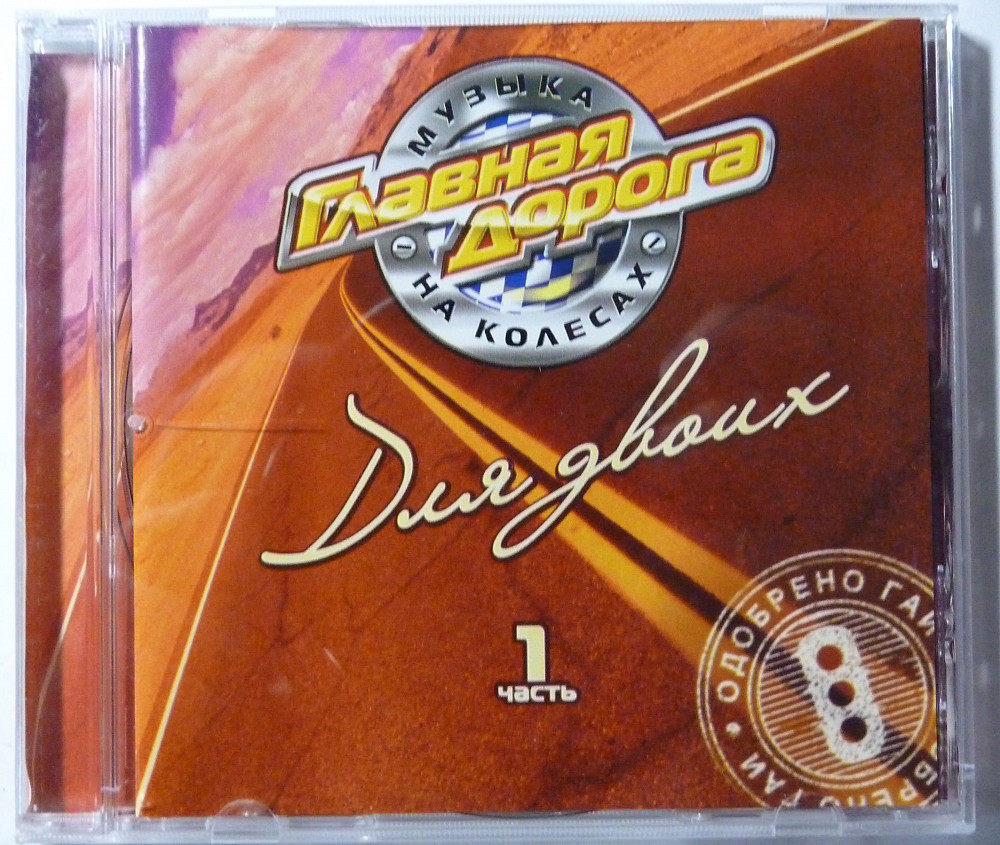 МУЗЫКА
Главная
дорога
НА КОЛЕСАХ
Для двоих
1
часть
ОДОБРЕНО ГАИ